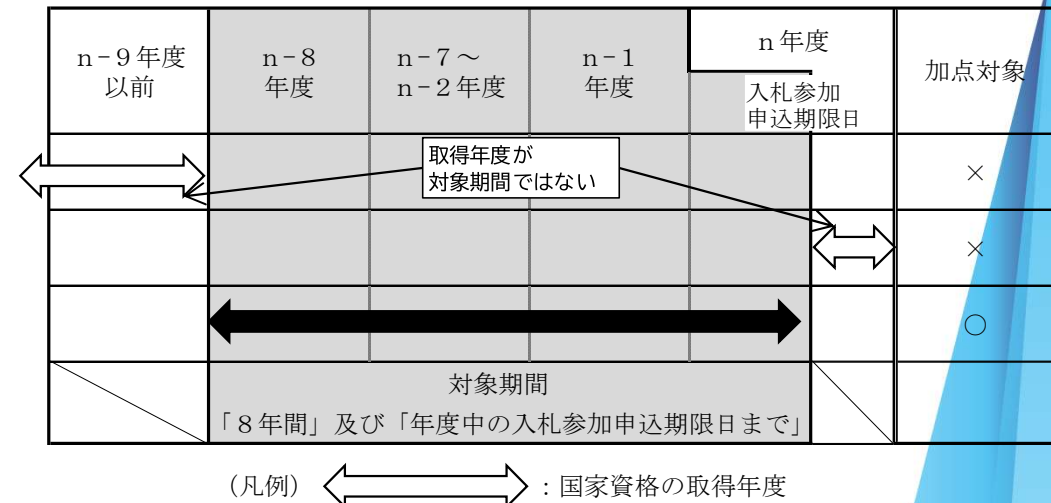 n-9年度
以前
n-8
年度
n-7～
n-2年度
n-1
年度
n年度
入札参加
申込期限日
加点対象
取得年度が
対象期間ではない
×
×
○
対象期間
「8年間」及び「年度中の入札参加申込期限日まで」
(凡例)
:国家資格の取得年度